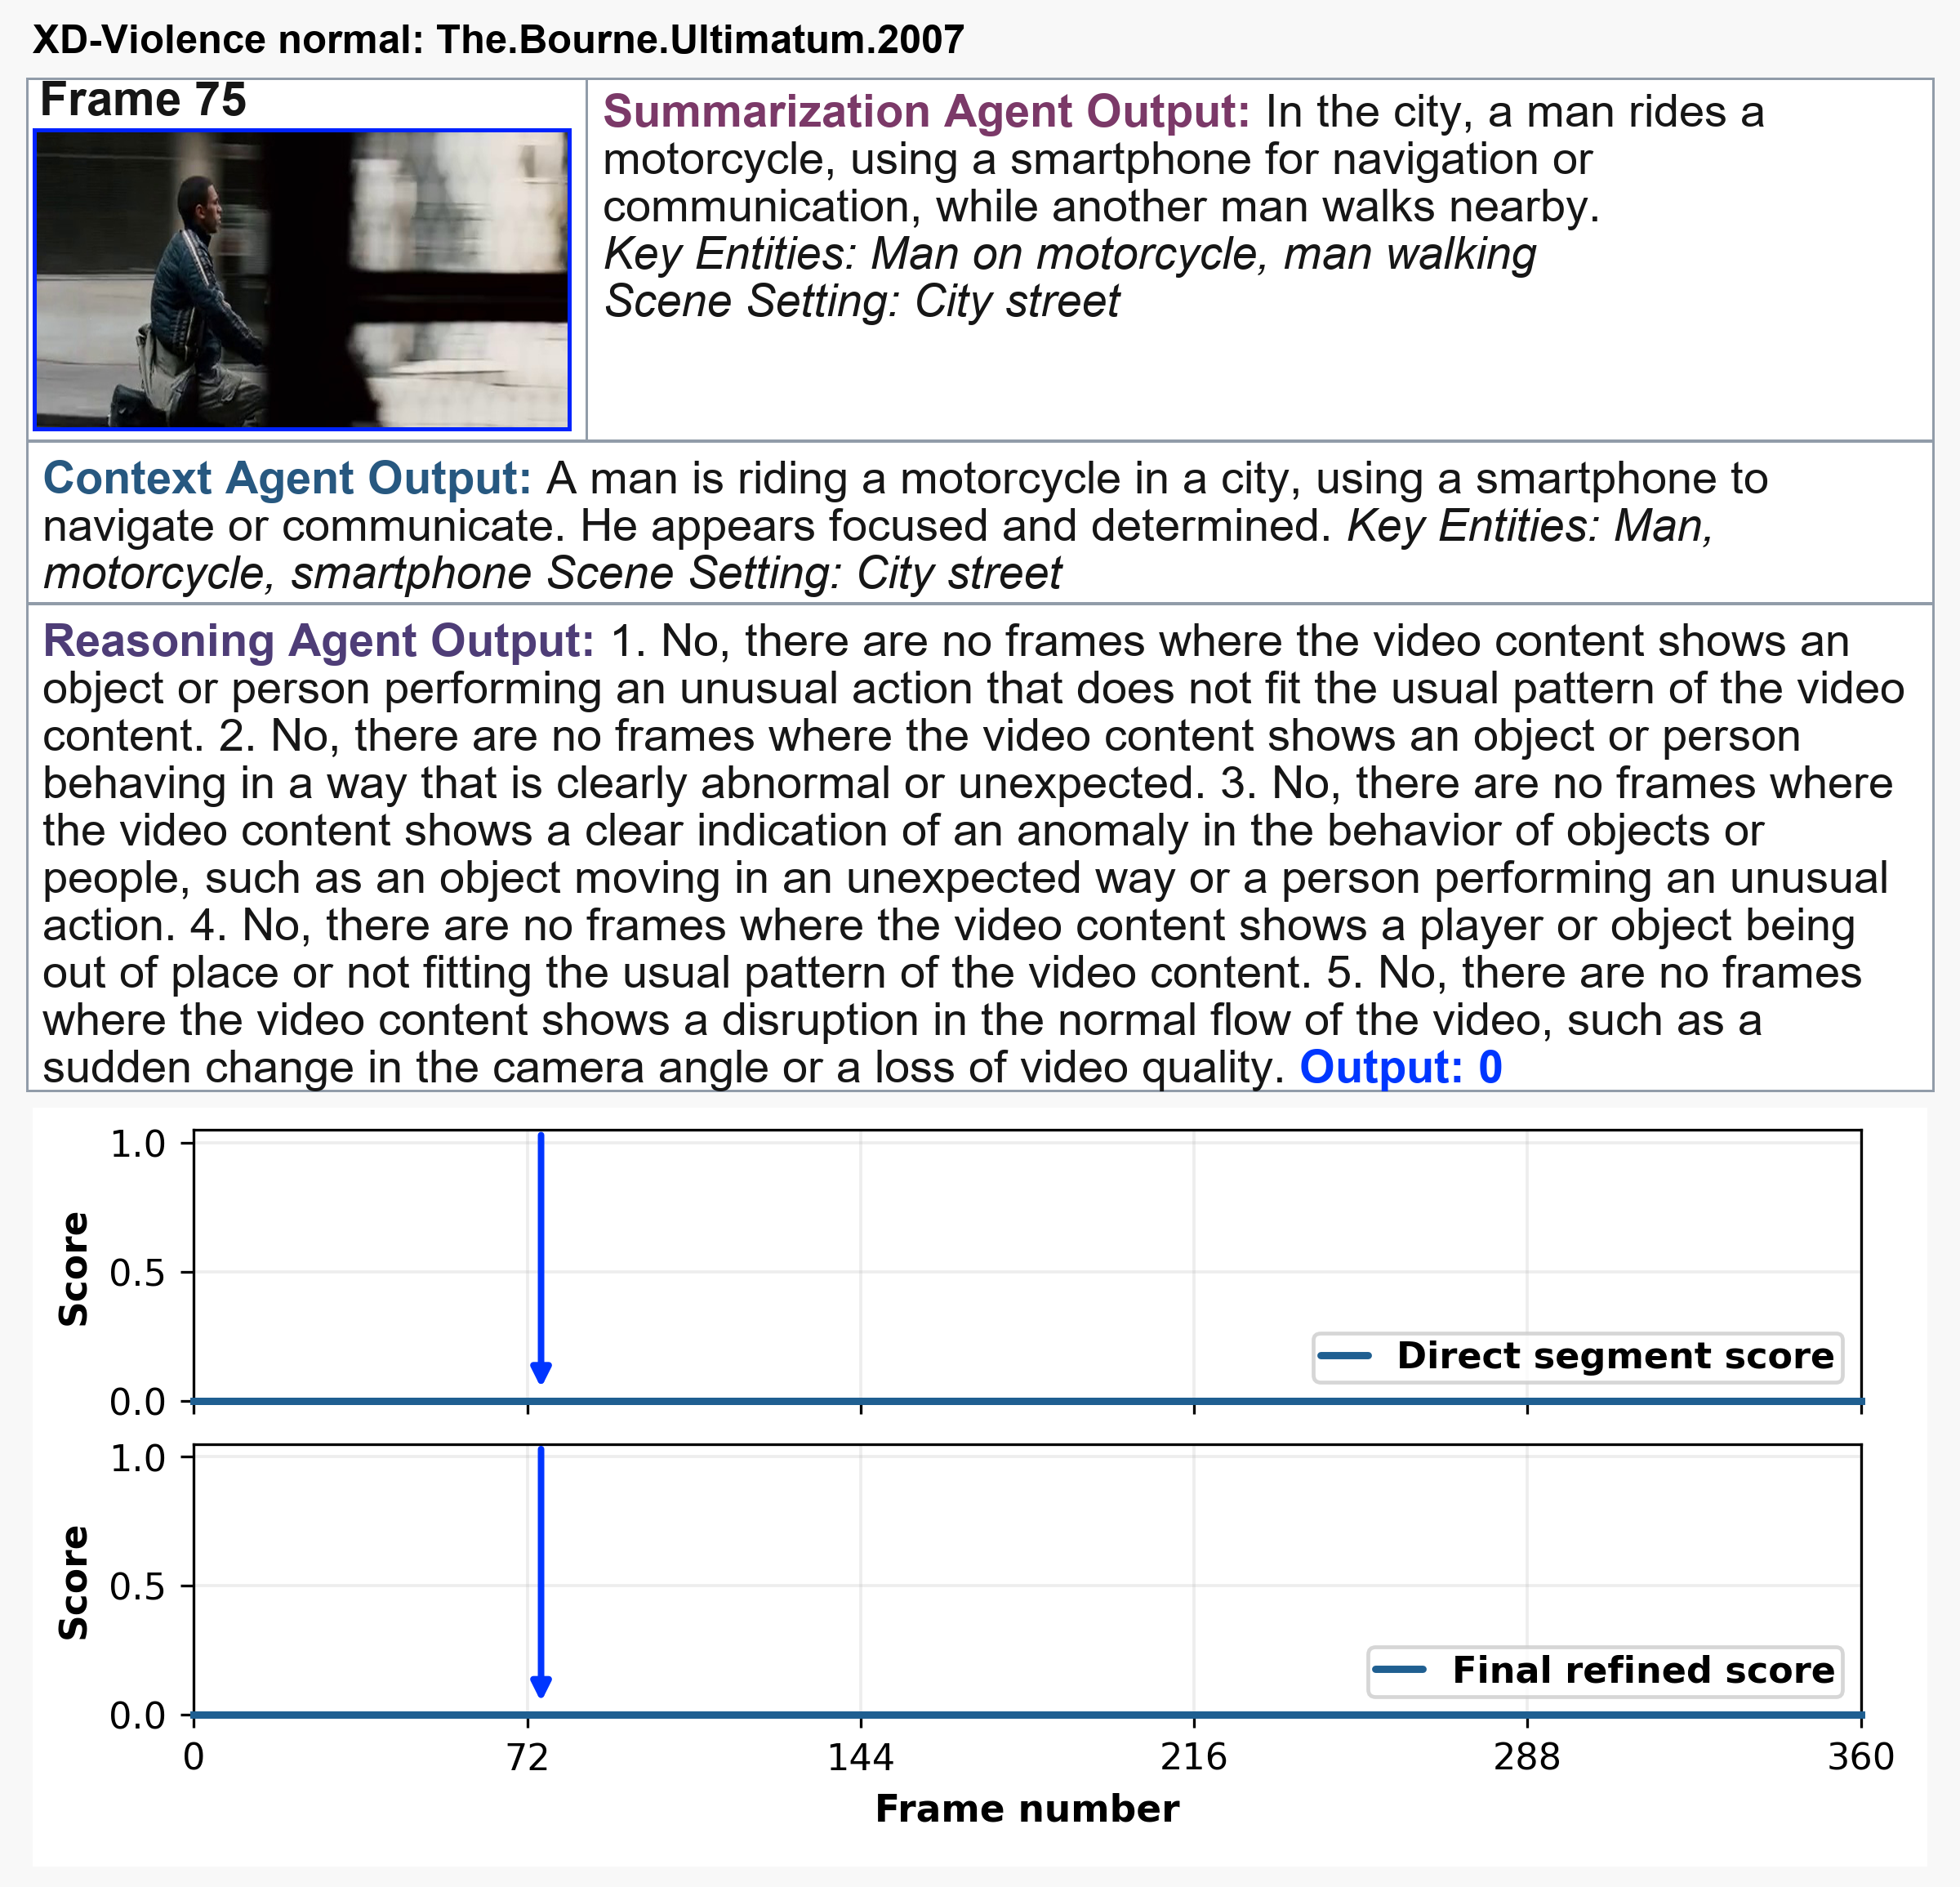 XD-Violence normal: The.Bourne.Ultimatum.2007
Frame 75
Summarization Agent Output: In the city, a man rides a
motorcycle, using a smartphone for navigation or
communication, while another man walks nearby.
Key Entities: Man on motorcycle, man walking
Scene Setting: City street
Context Agent Output: A man is riding a motorcycle in a city, using a smartphone to
navigate or communicate. He appears focused and determined. Key Entities: Man,
motorcycle, smartphone Scene Setting: City street
Reasoning Agent Output: 1. No, there are no frames where the video content shows an
object or person performing an unusual action that does not fit the usual pattern of the video
content. 2. No, there are no frames where the video content shows an object or person
behaving in a way that is clearly abnormal or unexpected. 3. No, there are no frames where
the video content shows a clear indication of an anomaly in the behavior of objects or
people, such as an object moving in an unexpected way or a person performing an unusual
action. 4. No, there are no frames where the video content shows a player or object being
out of place or not fitting the usual pattern of the video content. 5. No, there are no frames
where the video content shows a disruption in the normal flow of the video, such as a
sudden change in the camera angle or a loss of video quality. Output: 0
1.0
0.5
0.0
Score
Direct segment score
1.0
0.5
0.0
Score
Final refined score
0 72 144 216 288 360
Frame number